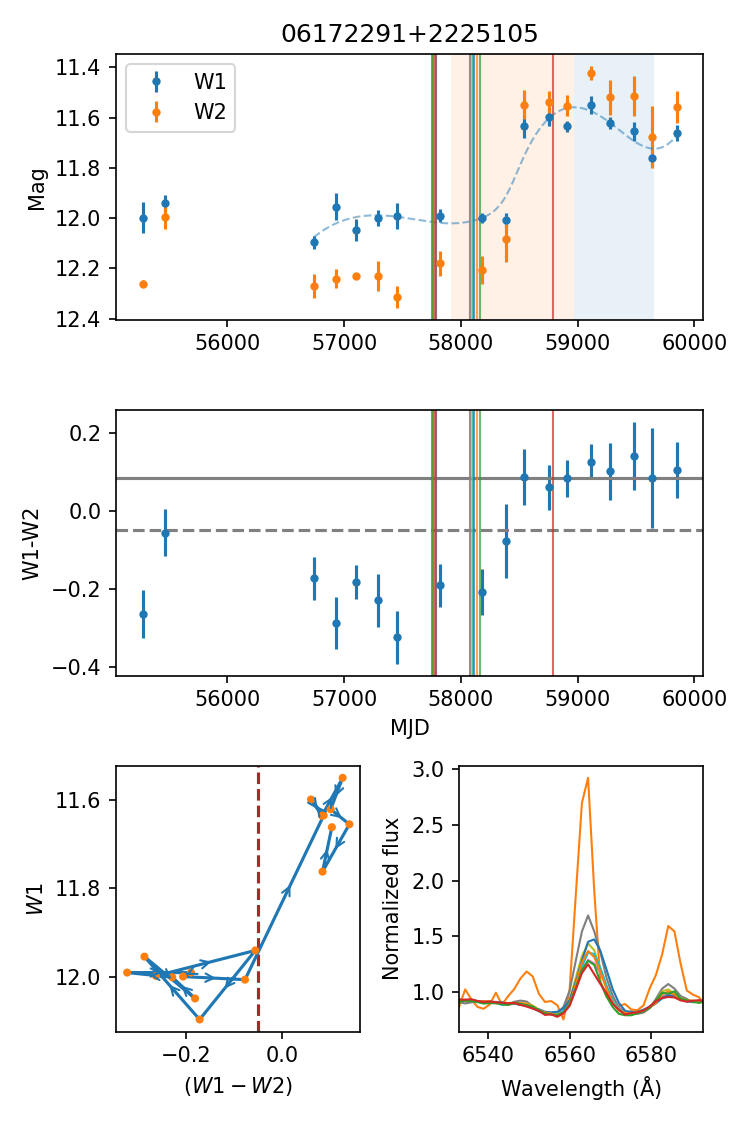 06172291+2225105
W1
W2
Mag
11.4
11.6
11.8
12.0
12.2
12.4
56000 57000 58000 59000 60000
W1-W2
0.2
0.0
−0.2
−0.4
56000 57000 58000 59000 60000
MJD
W1
11.6
11.8
12.0
−0.2 0.0
(W1 − W2)
Normalized flux
3.0
2.5
2.0
1.5
1.0
6540 6560 6580
Wavelength (Å)